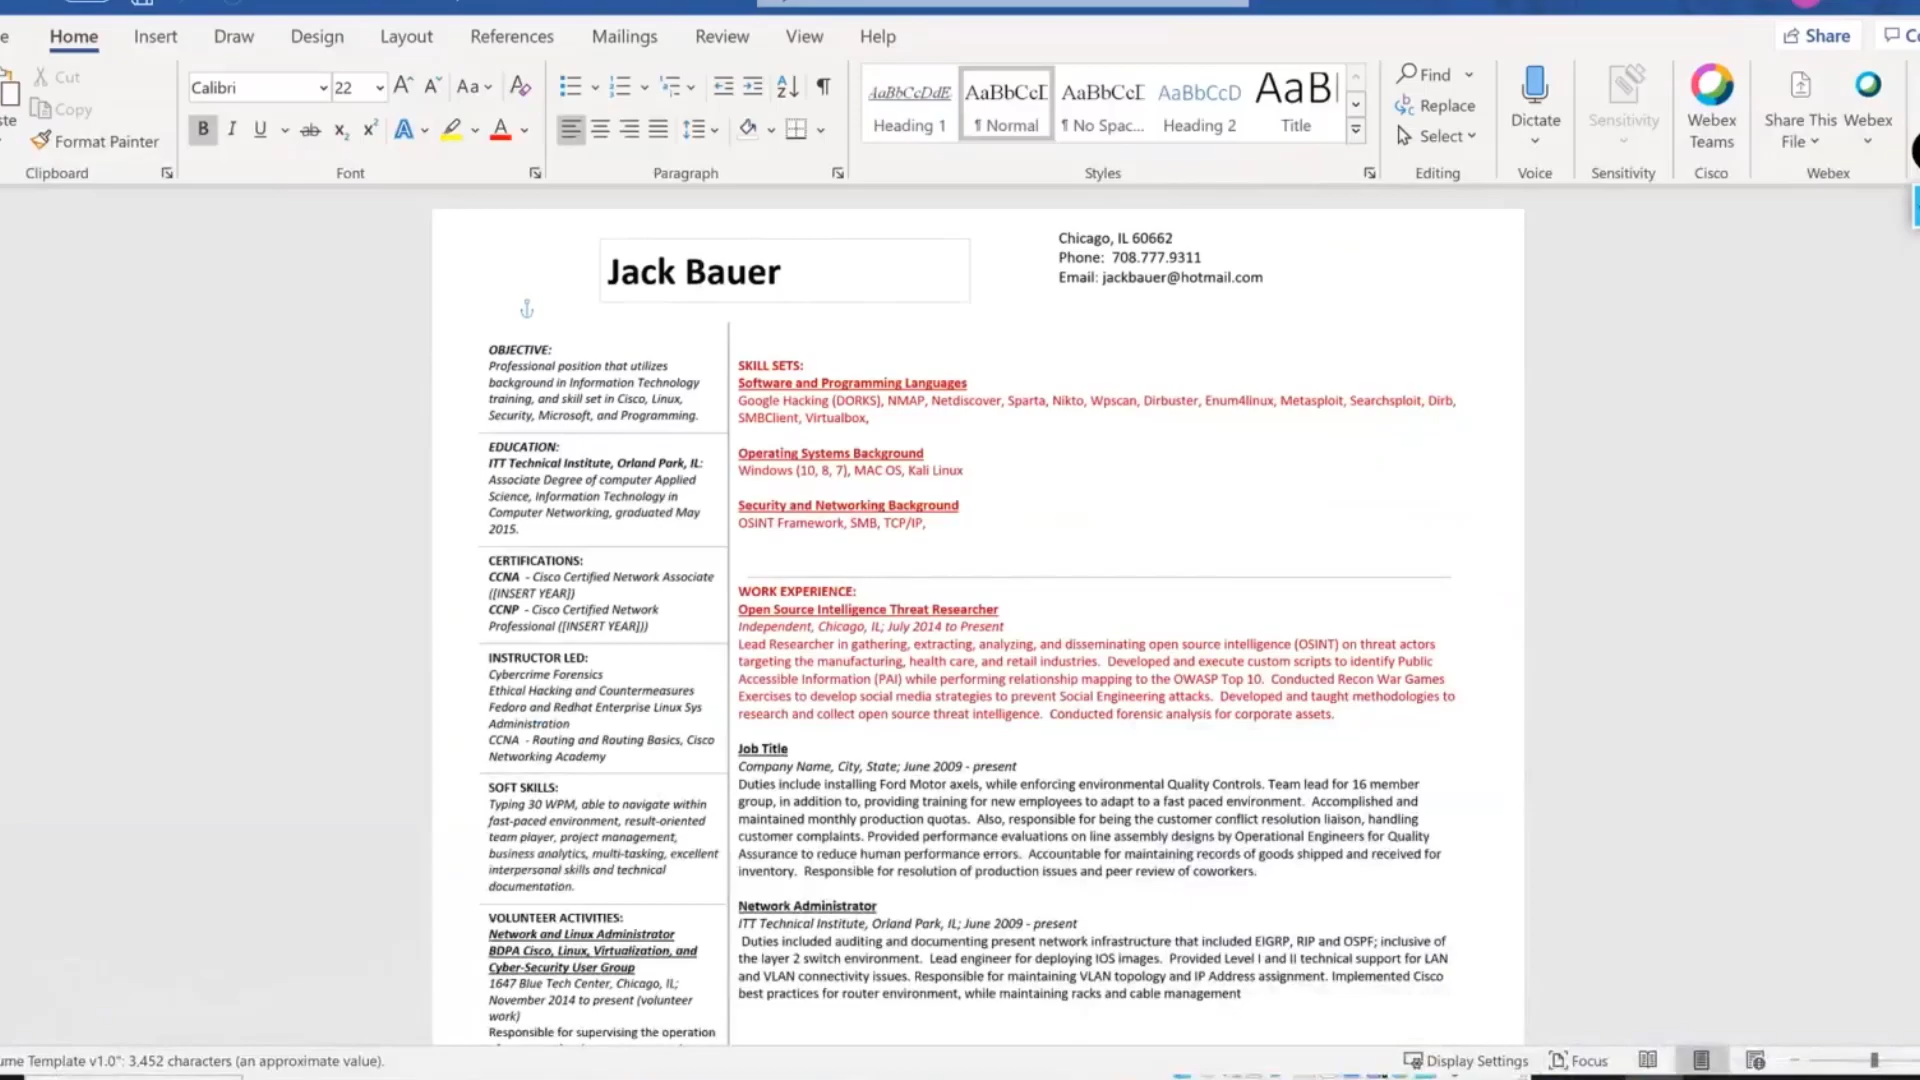 Home Insert Draw Design Layout References Mailings Review View Help Share
Cut
Copy
Format Painter
Clipboard
Calibri 22
Font
Paragraph
AaBbCcDdE AaBbCcI AaBbCcI AaBbCcD AaB
Heading 1 ¶ Normal ¶ No Spac... Heading 2 Title
Styles
Find
Replace
Select
Editing
Dictate
Voice
Sensitivity
Sensitivity
Webex
Teams
Cisco
Share This
File
Webex
Webex
Jack Bauer
Chicago, IL 60662
Phone: 708.777.9311
Email: jackbauer@hotmail.com
OBJECTIVE:
Professional position that utilizes
background in Information Technology
training, and skill set in Cisco, Linux,
Security, Microsoft, and Programming.
EDUCATION:
ITT Technical Institute, Orland Park, IL:
Associate Degree of computer Applied
Science, Information Technology in
Computer Networking, graduated May
2015.
CERTIFICATIONS:
CCNA - Cisco Certified Network Associate
([INSERT YEAR])
CCNP - Cisco Certified Network
Professional ([INSERT YEAR]))
INSTRUCTOR LED:
Cybercrime Forensics
Ethical Hacking and Countermeasures
Fedora and Redhat Enterprise Linux Sys
Administration
CCNA - Routing and Routing Basics, Cisco
Networking Academy
SOFT SKILLS:
Typing 30 WPM, able to navigate within
fast-paced environment, result-oriented
team player, project management,
business analytics, multi-tasking, excellent
interpersonal skills and technical
documentation.
VOLUNTEER ACTIVITIES:
Network and Linux Administrator
BDPA Cisco, Linux, Virtualization, and
Cyber-Security User Group
1647 Blue Tech Center, Chicago, IL;
November 2014 to present (volunteer
work)
Responsible for supervising the operation
SKILL SETS:
Software and Programming Languages
Google Hacking (DORKS), NMAP, Netdiscover, Sparta, Nikto, Wpscan, Dirbuster, Enum4linux, Metasploit, Searchsploit, Dirb,
SMBClient, Virtualbox,
Operating Systems Background
Windows (10, 8, 7), MAC OS, Kali Linux
Security and Networking Background
OSINT Framework, SMB, TCP/IP,
WORK EXPERIENCE:
Open Source Intelligence Threat Researcher
Independent, Chicago, IL; July 2014 to Present
Lead Researcher in gathering, extracting, analyzing, and disseminating open source intelligence (OSINT) on threat actors
targeting the manufacturing, health care, and retail industries. Developed and execute custom scripts to identify Public
Accessible Information (PAI) while performing relationship mapping to the OWASP Top 10. Conducted Recon War Games
Exercises to develop social media strategies to prevent Social Engineering attacks. Developed and taught methodologies to
research and collect open source threat intelligence. Conducted forensic analysis for corporate assets.
Job Title
Company Name, City, State; June 2009 - present
Duties include installing Ford Motor axels, while enforcing environmental Quality Controls. Team lead for 16 member
group, in addition to, providing training for new employees to adapt to a fast paced environment. Accomplished and
maintained monthly production quotas. Also, responsible for being the customer conflict resolution liaison, handling
customer complaints. Provided performance evaluations on line assembly designs by Operational Engineers for Quality
Assurance to reduce human performance errors. Accountable for maintaining records of goods shipped and received for
inventory. Responsible for resolution of production issues and peer review of coworkers.
Network Administrator
ITT Technical Institute, Orland Park, IL; June 2009 - present
Duties included auditing and documenting present network infrastructure that included EIGRP, RIP and OSPF; inclusive of
the layer 2 switch environment. Lead engineer for deploying IOS images. Provided Level I and II technical support for LAN
and VLAN connectivity issues. Responsible for maintaining VLAN topology and IP Address assignment. Implemented Cisco
best practices for router environment, while maintaining racks and cable management
ume Template v1.0": 3,452 characters (an approximate value). Display Settings Focus